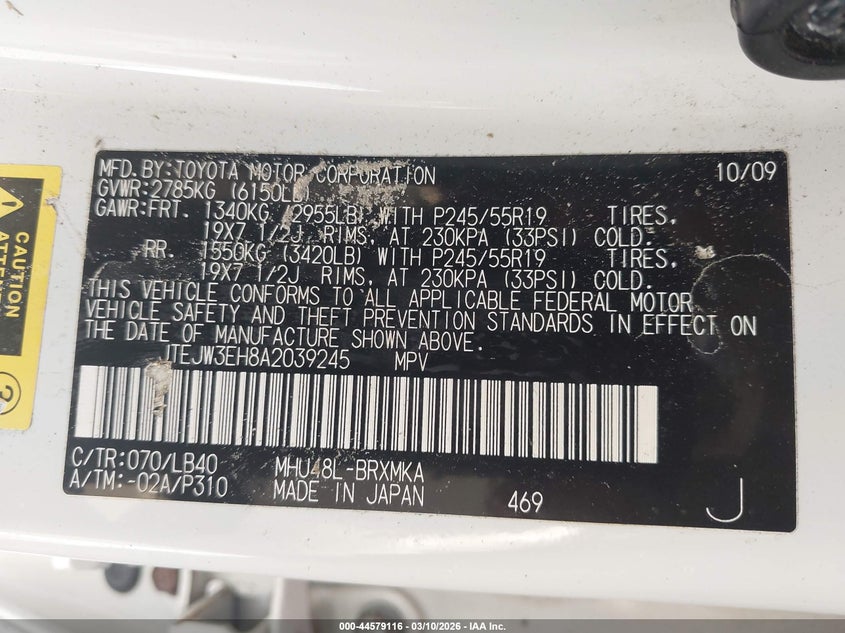 MFD.BY:TOYOTA MOTOR CORPORATION 10/09
GVWR:2785KG (6150LB)
GAWR:FRT. 1340KG (2955LB) WITH P245/55R19 TIRES,
19X7 1/2J RIMS, AT 230KPA (33PSI) COLD.
RR. 1550KG (3420LB) WITH P245/55R19 TIRES,
19X7 1/2J RIMS, AT 230KPA (33PSI) COLD.
THIS VEHICLE CONFORMS TO ALL APPLICABLE FEDERAL MOTOR
VEHICLE SAFETY AND THEFT PREVENTION STANDARDS IN EFFECT ON
THE DATE OF MANUFACTURE SHOWN ABOVE.
JTEJW3EH8A2039245 MPV
C/TR:070/LB40 MHU48L-BRXMKA
A/TM:-02A/P310 MADE IN JAPAN 469 J
CAUTION
000-44579116 - 03/10/2026 - IAA Inc.